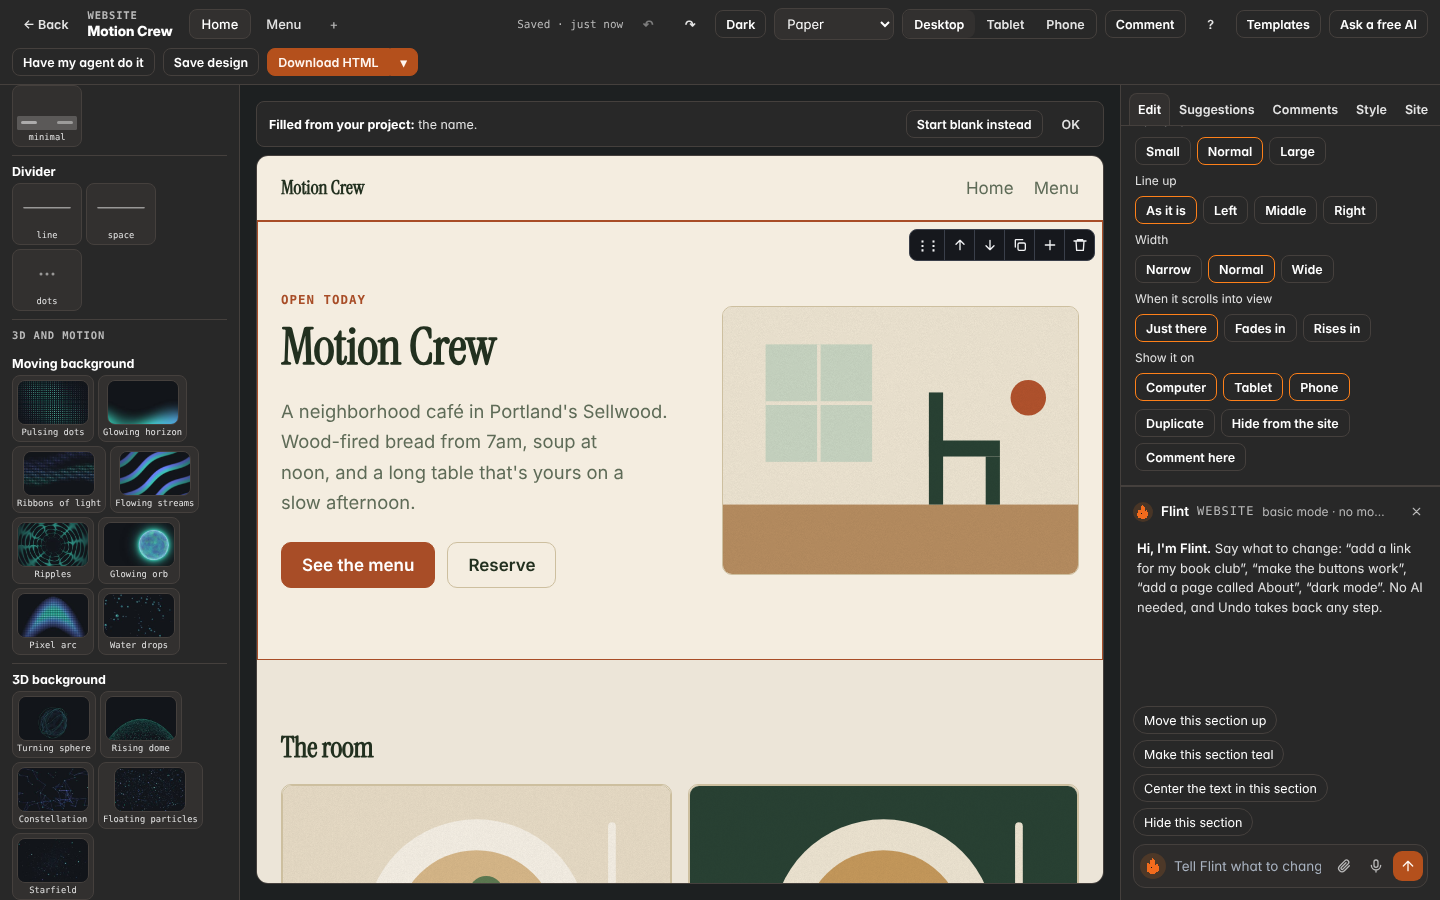 ← Back
WEBSITE
Motion Crew
Home
Menu
+
Saved · just now
Dark
Paper
Desktop
Tablet
Phone
Comment
?
Templates
Ask a free AI
Have my agent do it
Save design
Download HTML
minimal
Divider
line
space
dots
3D AND MOTION
Moving background
Pulsing dots
Glowing horizon
Ribbons of light
Flowing streams
Ripples
Glowing orb
Pixel arc
Water drops
3D background
Turning sphere
Rising dome
Constellation
Floating particles
Starfield
Filled from your project: the name.
Start blank instead
OK
Motion Crew
Home
Menu
OPEN TODAY
Motion Crew
A neighborhood café in Portland's Sellwood.
Wood-fired bread from 7am, soup at
noon, and a long table that's yours on a
slow afternoon.
See the menu
Reserve
The room
Edit
Suggestions
Comments
Style
Site
Small
Normal
Large
Line up
As it is
Left
Middle
Right
Width
Narrow
Normal
Wide
When it scrolls into view
Just there
Fades in
Rises in
Show it on
Computer
Tablet
Phone
Duplicate
Hide from the site
Comment here
Flint WEBSITE basic mode · no mo...
Hi, I'm Flint. Say what to change: “add a link
for my book club”, “make the buttons work”,
“add a page called About”, “dark mode”. No AI
needed, and Undo takes back any step.
Move this section up
Make this section teal
Center the text in this section
Hide this section
Tell Flint what to chang